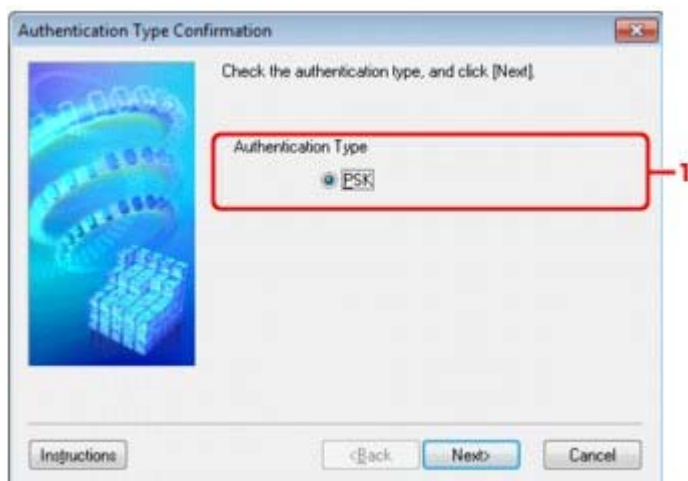 Authentication Type Confirmation
Check the authentication type, and click [Next].
Authentication Type
1
PSK
Instructions
<Back
Next>
Cancel